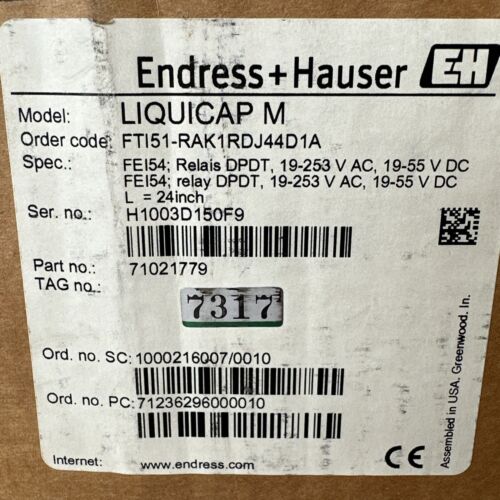 Endress+Hauser EH
Model: LIQUICAP M
Order code: FTI51-RAK1RDJ44D1A
Spec.: FEI54; Relais DPDT, 19-253 V AC, 19-55 V DC
FEI54; relay DPDT, 19-253 V AC, 19-55 V DC
L = 24inch
Ser. no.: H1003D150F9
Part no.: 71021779
TAG no.:
7317
Ord. no. SC: 1000216007/0010
Ord. no. PC: 71236296000010
Internet: www.endress.com
CE
Assembled in USA, Greenwood, In.